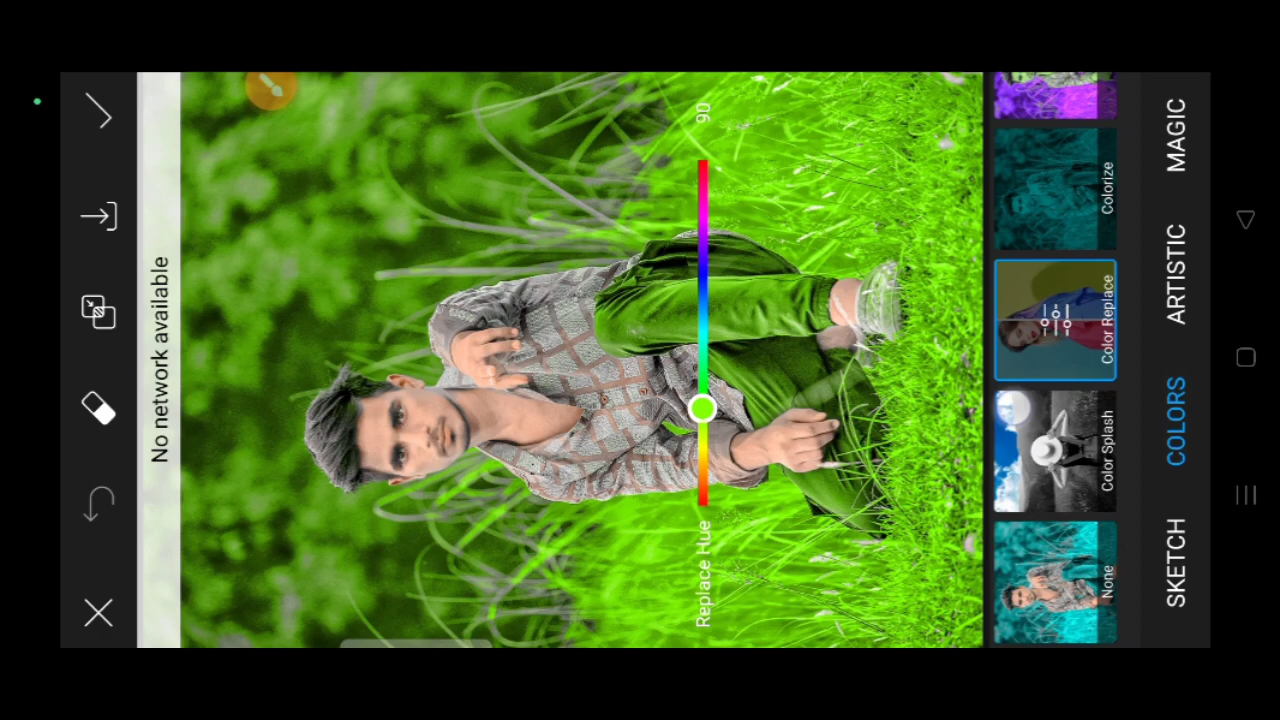 No network available
Replace Hue
90
None
Color Splash
Color Replace
Colorize
SKETCH
COLORS
ARTISTIC
MAGIC